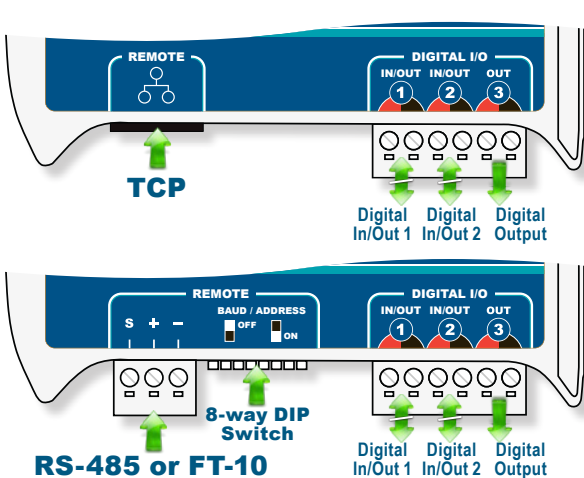 REMOTE
DIGITAL I/O
IN/OUT IN/OUT OUT
1 2 3
TCP
Digital In/Out 1
Digital In/Out 2
Digital Output
REMOTE
BAUD / ADDRESS
S + −
OFF
ON
DIGITAL I/O
IN/OUT IN/OUT OUT
1 2 3
8-way DIP
Switch
RS-485 or FT-10
Digital In/Out 1
Digital In/Out 2
Digital Output